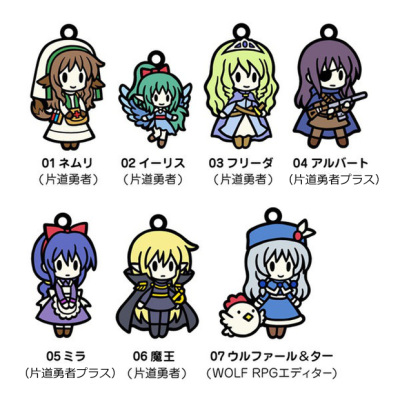 01 ネムリ
（片道勇者）
02 イーリス
（片道勇者）
03 フリーダ
（片道勇者）
04 アルバート
（片道勇者プラス）
05 ミラ
（片道勇者プラス）
06 魔王
（片道勇者）
07 ウルファール＆ター
（WOLF RPGエディター）